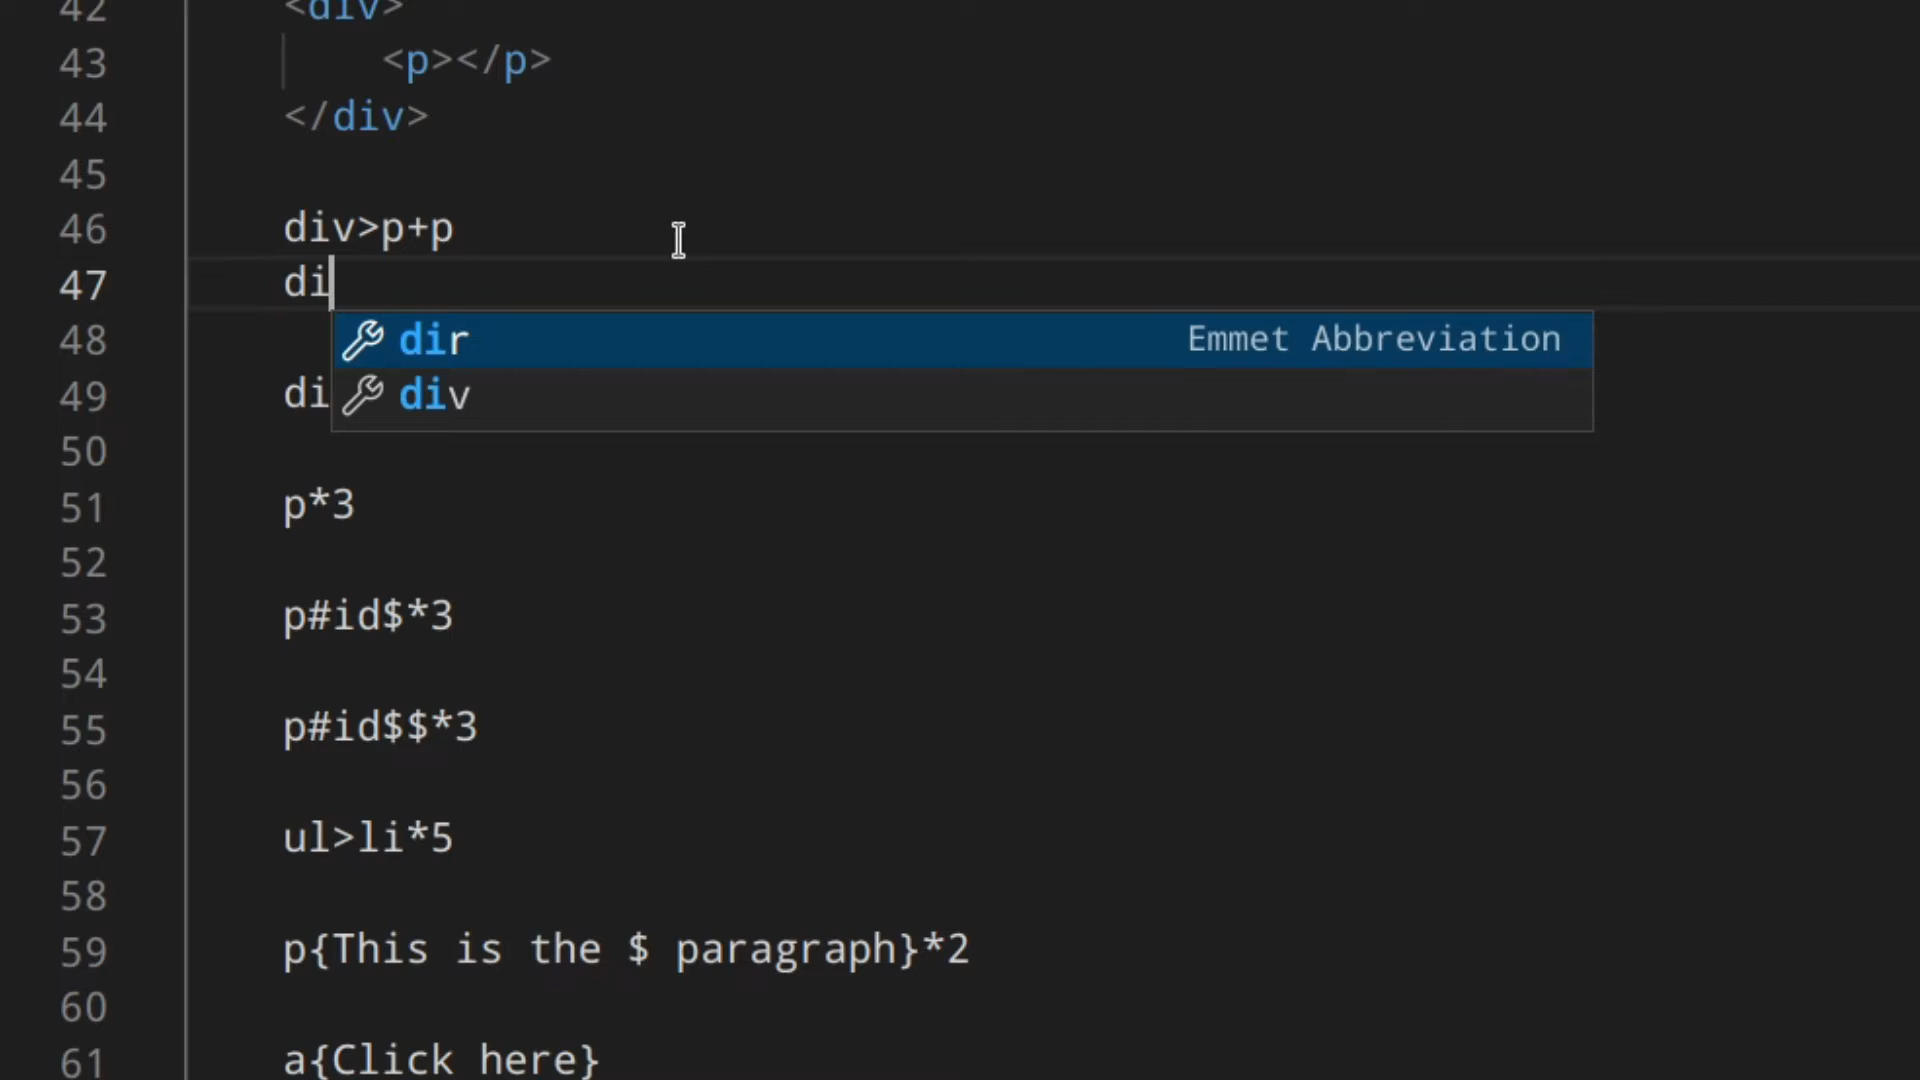 42 <div>
43 <p></p>
44 </div>
45
46 div>p+p
47 di
48 dir Emmet Abbreviation
49 di div
50
51 p*3
52
53 p#id$*3
54
55 p#id$$*3
56
57 ul>li*5
58
59 p{This is the $ paragraph}*2
60
61 a{Click here}